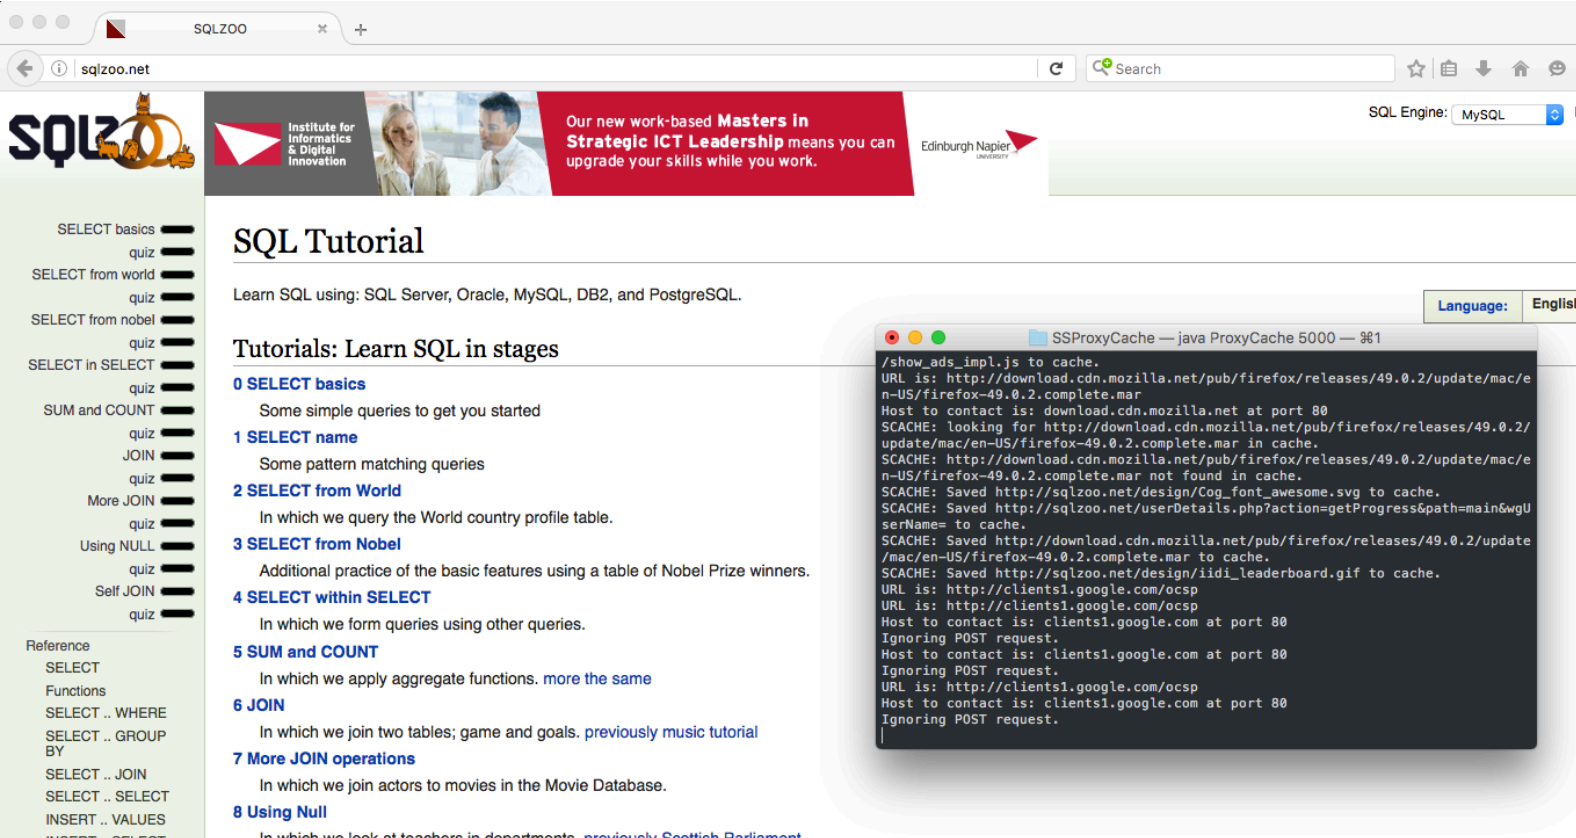 SQLZOO
sqlzoo.net
Search
SQLZOO
Institute for
Informatics
& Digital
Innovation
Our new work-based Masters in
Strategic ICT Leadership means you can
upgrade your skills while you work.
Edinburgh Napier
UNIVERSITY
SQL Engine: MySQL
SELECT basics
quiz
SELECT from world
quiz
SELECT from nobel
quiz
SELECT in SELECT
quiz
SUM and COUNT
quiz
JOIN
quiz
More JOIN
quiz
Using NULL
quiz
Self JOIN
quiz
Reference
SELECT
Functions
SELECT .. WHERE
SELECT .. GROUP
BY
SELECT .. JOIN
SELECT .. SELECT
INSERT .. VALUES
INSERT .. SELECT
SQL Tutorial
Learn SQL using: SQL Server, Oracle, MySQL, DB2, and PostgreSQL.
Language: English
Tutorials: Learn SQL in stages
0 SELECT basics
Some simple queries to get you started
1 SELECT name
Some pattern matching queries
2 SELECT from World
In which we query the World country profile table.
3 SELECT from Nobel
Additional practice of the basic features using a table of Nobel Prize winners.
4 SELECT within SELECT
In which we form queries using other queries.
5 SUM and COUNT
In which we apply aggregate functions. more the same
6 JOIN
In which we join two tables; game and goals. previously music tutorial
7 More JOIN operations
In which we join actors to movies in the Movie Database.
8 Using Null
In which we look at teachers in departments. previously Scottish Parliament
SSProxyCache — java ProxyCache 5000 — ⌘1
/show_ads_impl.js to cache.
URL is: http://download.cdn.mozilla.net/pub/firefox/releases/49.0.2/update/mac/e
n-US/firefox-49.0.2.complete.mar
Host to contact is: download.cdn.mozilla.net at port 80
SCACHE: looking for http://download.cdn.mozilla.net/pub/firefox/releases/49.0.2/
update/mac/en-US/firefox-49.0.2.complete.mar in cache.
SCACHE: http://download.cdn.mozilla.net/pub/firefox/releases/49.0.2/update/mac/e
n-US/firefox-49.0.2.complete.mar not found in cache.
SCACHE: Saved http://sqlzoo.net/design/Cog_font_awesome.svg to cache.
SCACHE: Saved http://sqlzoo.net/userDetails.php?action=getProgress&path=main&wgU
serName= to cache.
SCACHE: Saved http://download.cdn.mozilla.net/pub/firefox/releases/49.0.2/update
/mac/en-US/firefox-49.0.2.complete.mar to cache.
SCACHE: Saved http://sqlzoo.net/design/iidi_leaderboard.gif to cache.
URL is: http://clients1.google.com/ocsp
URL is: http://clients1.google.com/ocsp
Host to contact is: clients1.google.com at port 80
Ignoring POST request.
Host to contact is: clients1.google.com at port 80
Ignoring POST request.
URL is: http://clients1.google.com/ocsp
Host to contact is: clients1.google.com at port 80
Ignoring POST request.